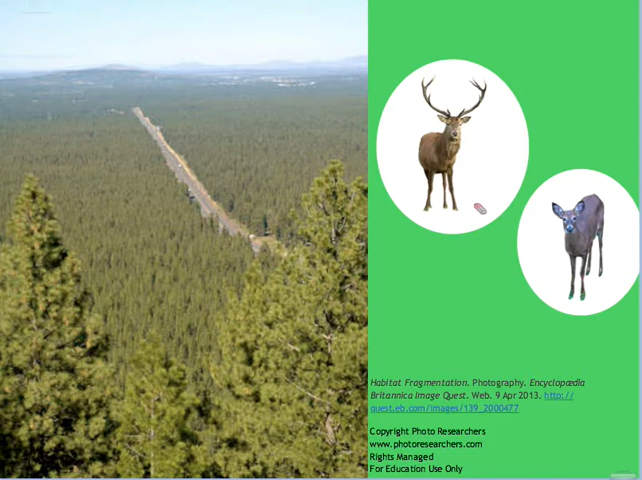 Habitat Fragmentation. Photography. Encyclopædia
Britannica Image Quest. Web. 9 Apr 2013. http://
quest.eb.com/images/139_2000477
Copyright Photo Researchers
www.photoresearchers.com
Rights Managed
For Education Use Only